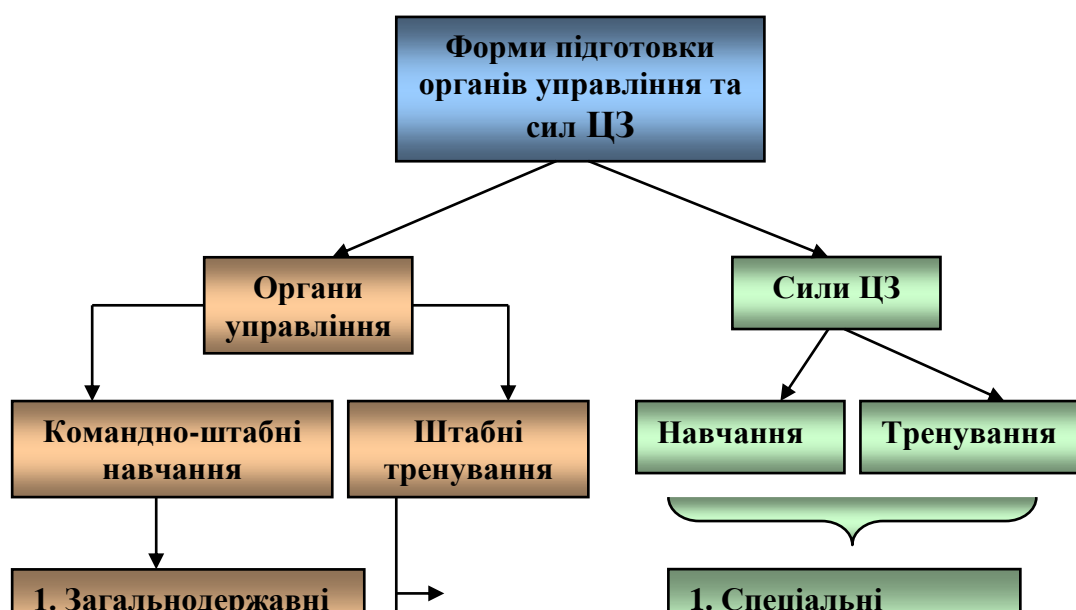 Форми підготовки
органів управління та
сил ЦЗ
Органи
управління
Сили ЦЗ
Командно-штабні
навчання
Штабні
тренування
Навчання
Тренування
1. Загальнодержавні
1. Спеціальні